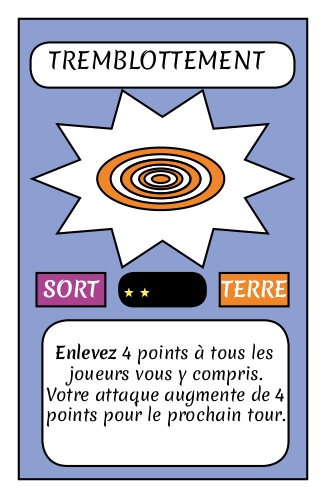 TREMBLOTTEMENT
SORT
TERRE
Enlevez 4 points à tous les
joueurs vous y compris.
Votre attaque augmente de 4
points pour le prochain tour.